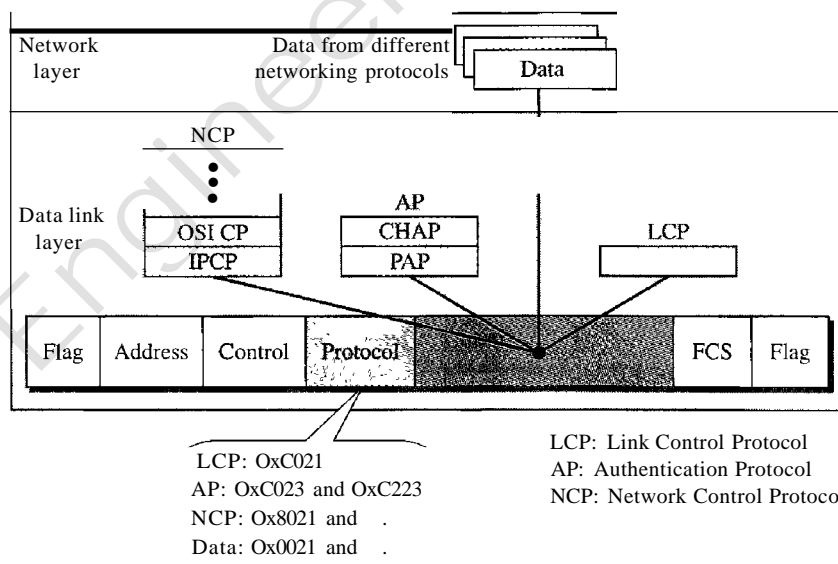 Network
layer
Data from different
networking protocols
Data
NCP
Data link
layer
OSI CP
IPCP
AP
CHAP
PAP
LCP
Flag Address Control Protocol FCS Flag
LCP: OxC021
AP: OxC023 and OxC223
NCP: Ox8021 and .
Data: Ox0021 and .
LCP: Link Control Protocol
AP: Authentication Protocol
NCP: Network Control Protoco
Engineer